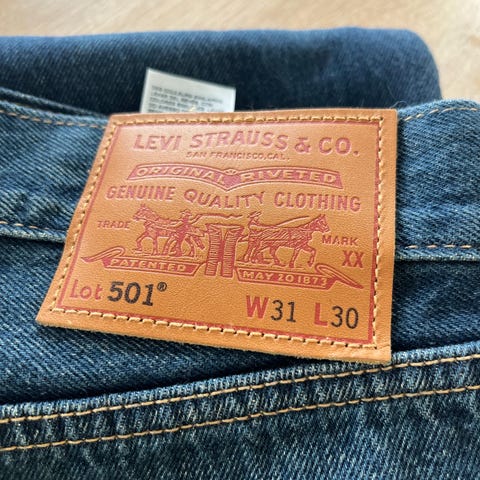 LEVI STRAUSS & CO.
SAN FRANCISCO, CAL.
ORIGINAL RIVETED
GENUINE QUALITY CLOTHING
TRADE MARK
XX
PATENTED MAY 20 1873
Lot 501® W31 L30